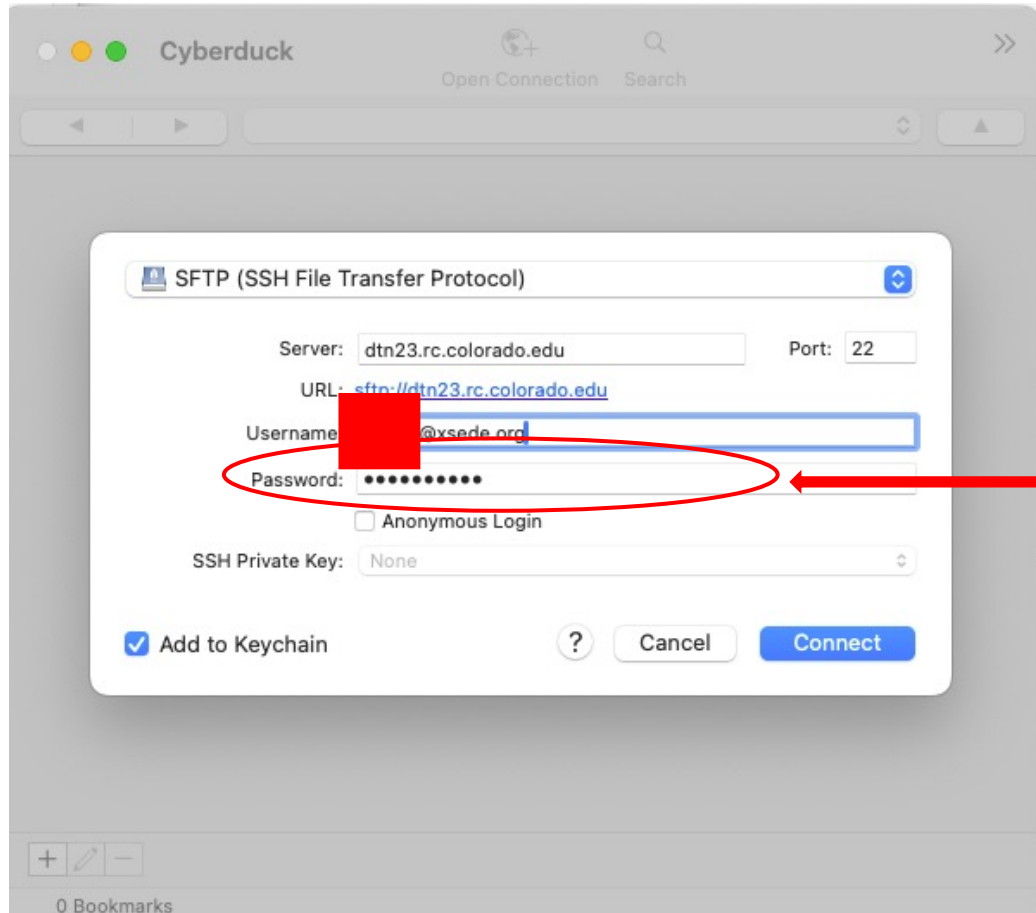 Cyberduck
Open Connection Search
SFTP (SSH File Transfer Protocol)
Server: dtn23.rc.colorado.edu Port: 22
URL: sftp://dtn23.rc.colorado.edu
Username @xsede.org
Password: ••••••••••
Anonymous Login
SSH Private Key: None
Add to Keychain ? Cancel Connect
0 Bookmarks